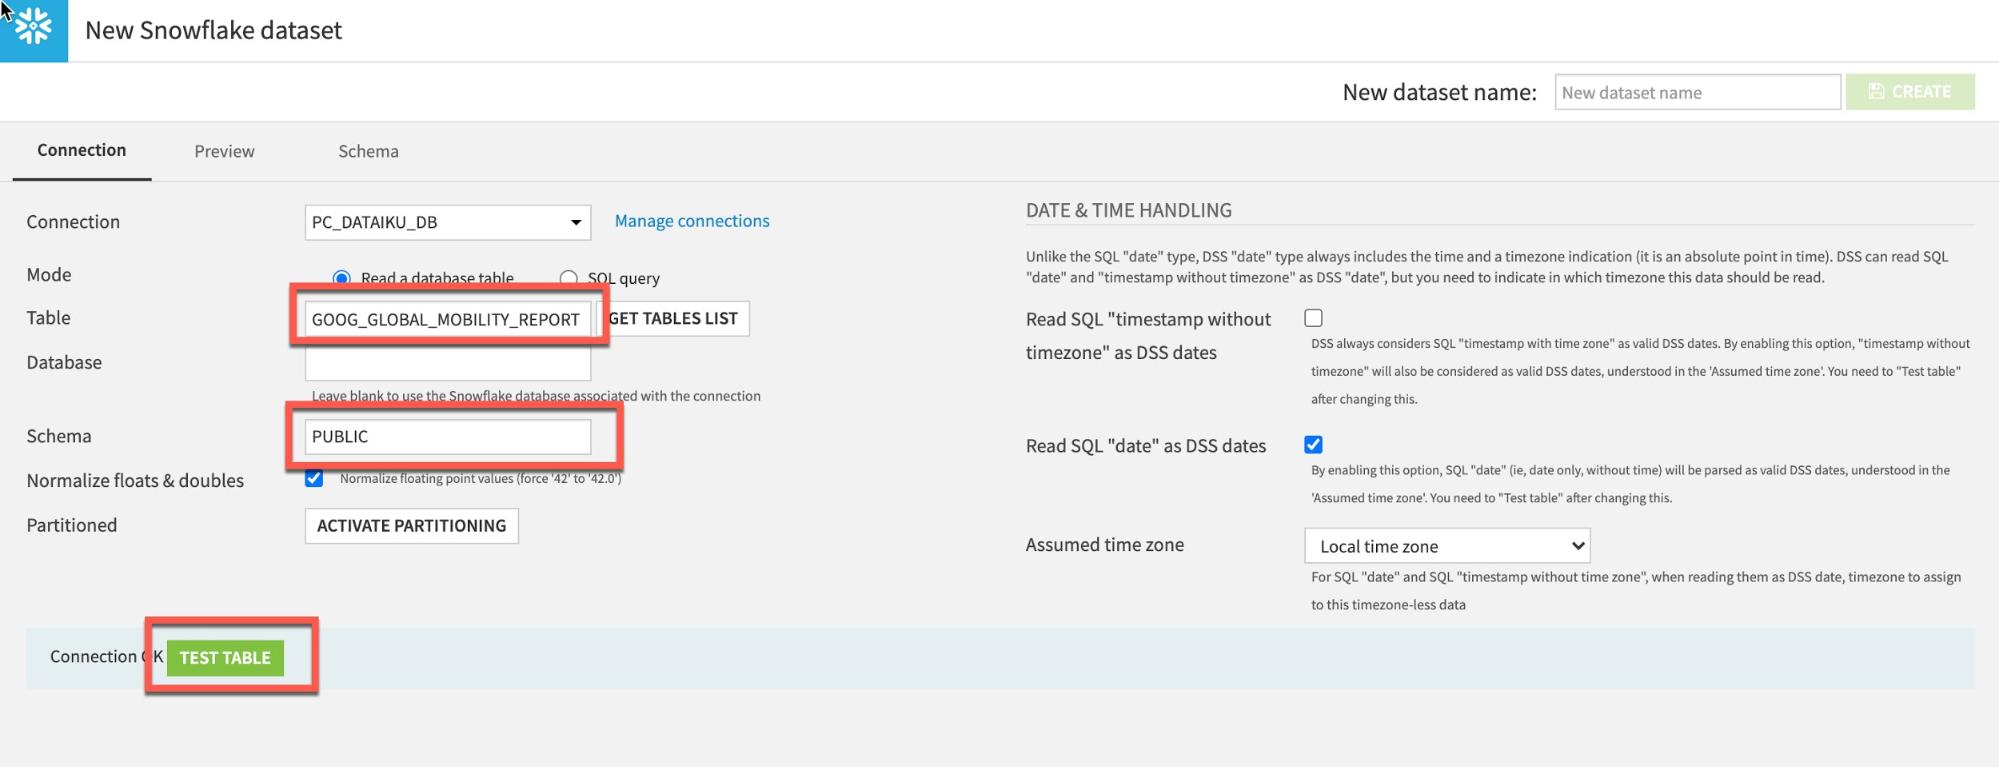 New Snowflake dataset
New dataset name:
New dataset name
CREATE
Connection
Preview
Schema
Connection
PC_DATAIKU_DB
Manage connections
Mode
Read a database table
SQL query
Table
GOOG_GLOBAL_MOBILITY_REPORT
GET TABLES LIST
Database
Leave blank to use the Snowflake database associated with the connection
Schema
PUBLIC
Normalize floats & doubles
Normalize floating point values (force '42' to '42.0')
Partitioned
ACTIVATE PARTITIONING
DATE & TIME HANDLING
Unlike the SQL "date" type, DSS "date" type always includes the time and a timezone indication (it is an absolute point in time). DSS can read SQL
"date" and "timestamp without timezone" as DSS "date", but you need to indicate in which timezone this data should be read.
Read SQL "timestamp without
timezone" as DSS dates
DSS always considers SQL "timestamp with time zone" as valid DSS dates. By enabling this option, "timestamp without
timezone" will also be considered as valid DSS dates, understood in the 'Assumed time zone'. You need to "Test table"
after changing this.
Read SQL "date" as DSS dates
By enabling this option, SQL "date" (ie, date only, without time) will be parsed as valid DSS dates, understood in the
'Assumed time zone'. You need to "Test table" after changing this.
Assumed time zone
Local time zone
For SQL "date" and SQL "timestamp without time zone", when reading them as DSS date, timezone to assign
to this timezone-less data
Connection OK
TEST TABLE